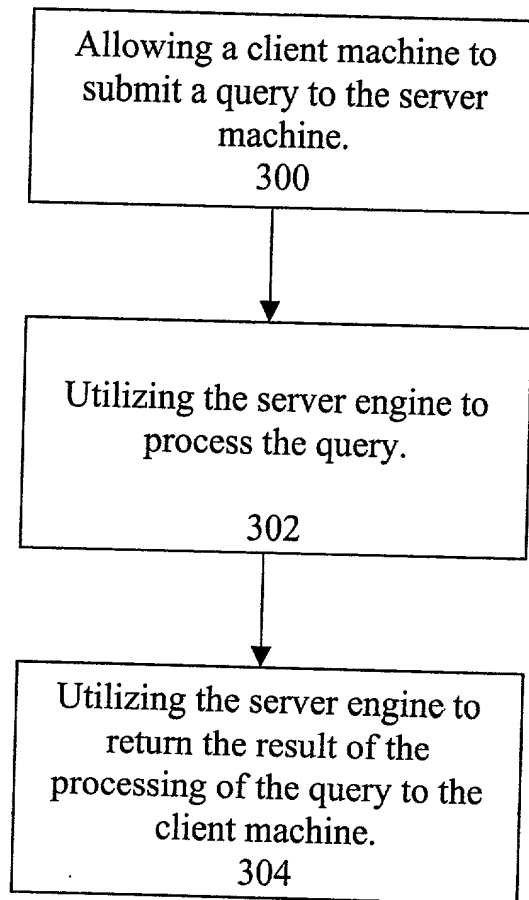 Allowing a client machine to
submit a query to the server
machine.
300
Utilizing the server engine to
process the query.
302
Utilizing the server engine to
return the result of the
processing of the query to the
client machine.
304